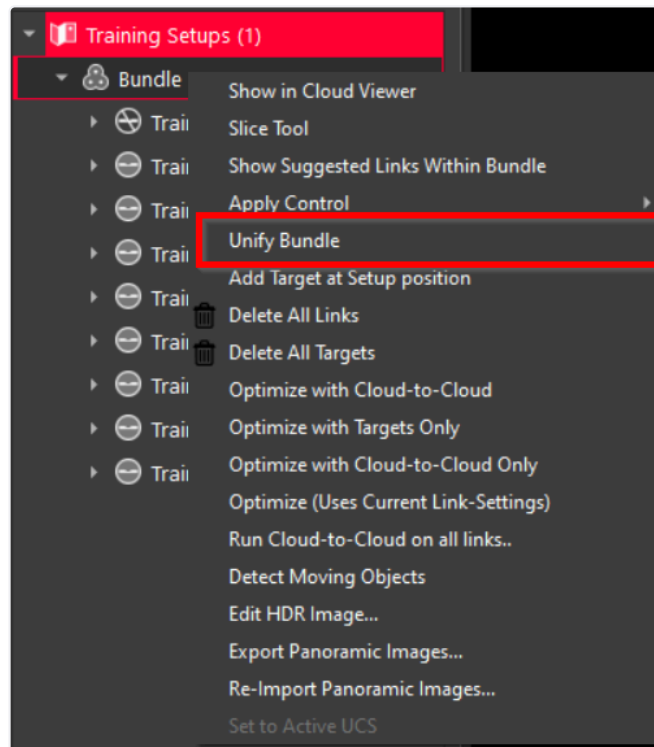 Training Setups (1)
Bundle
Show in Cloud Viewer
Slice Tool
Show Suggested Links Within Bundle
Apply Control
Unify Bundle
Add Target at Setup position
Delete All Links
Delete All Targets
Optimize with Cloud-to-Cloud
Optimize with Targets Only
Optimize with Cloud-to-Cloud Only
Optimize (Uses Current Link-Settings)
Run Cloud-to-Cloud on all links..
Detect Moving Objects
Edit HDR Image...
Export Panoramic Images...
Re-Import Panoramic Images...
Set to Active UCS